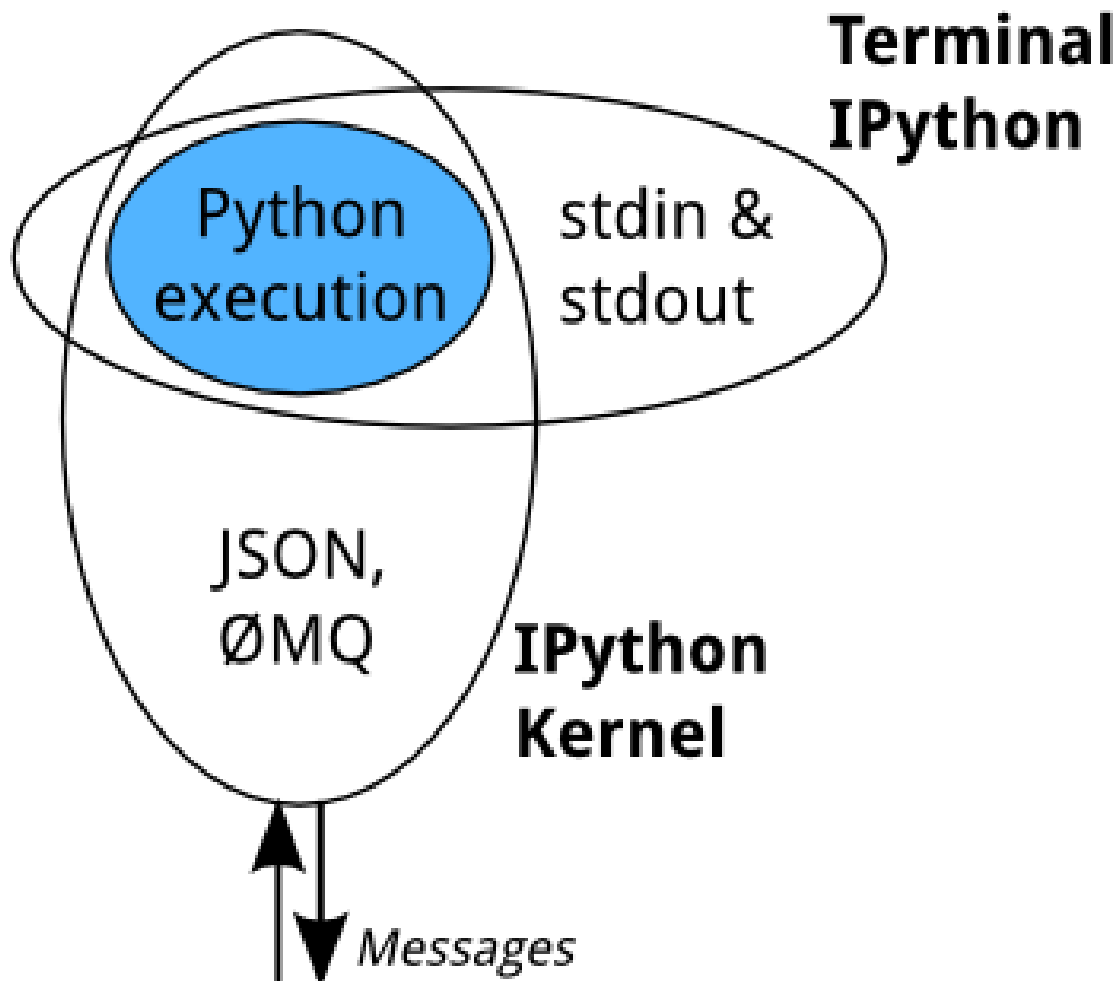 Terminal
IPython
Python
execution
stdin &
stdout
JSON,
ØMQ
IPython
Kernel
Messages